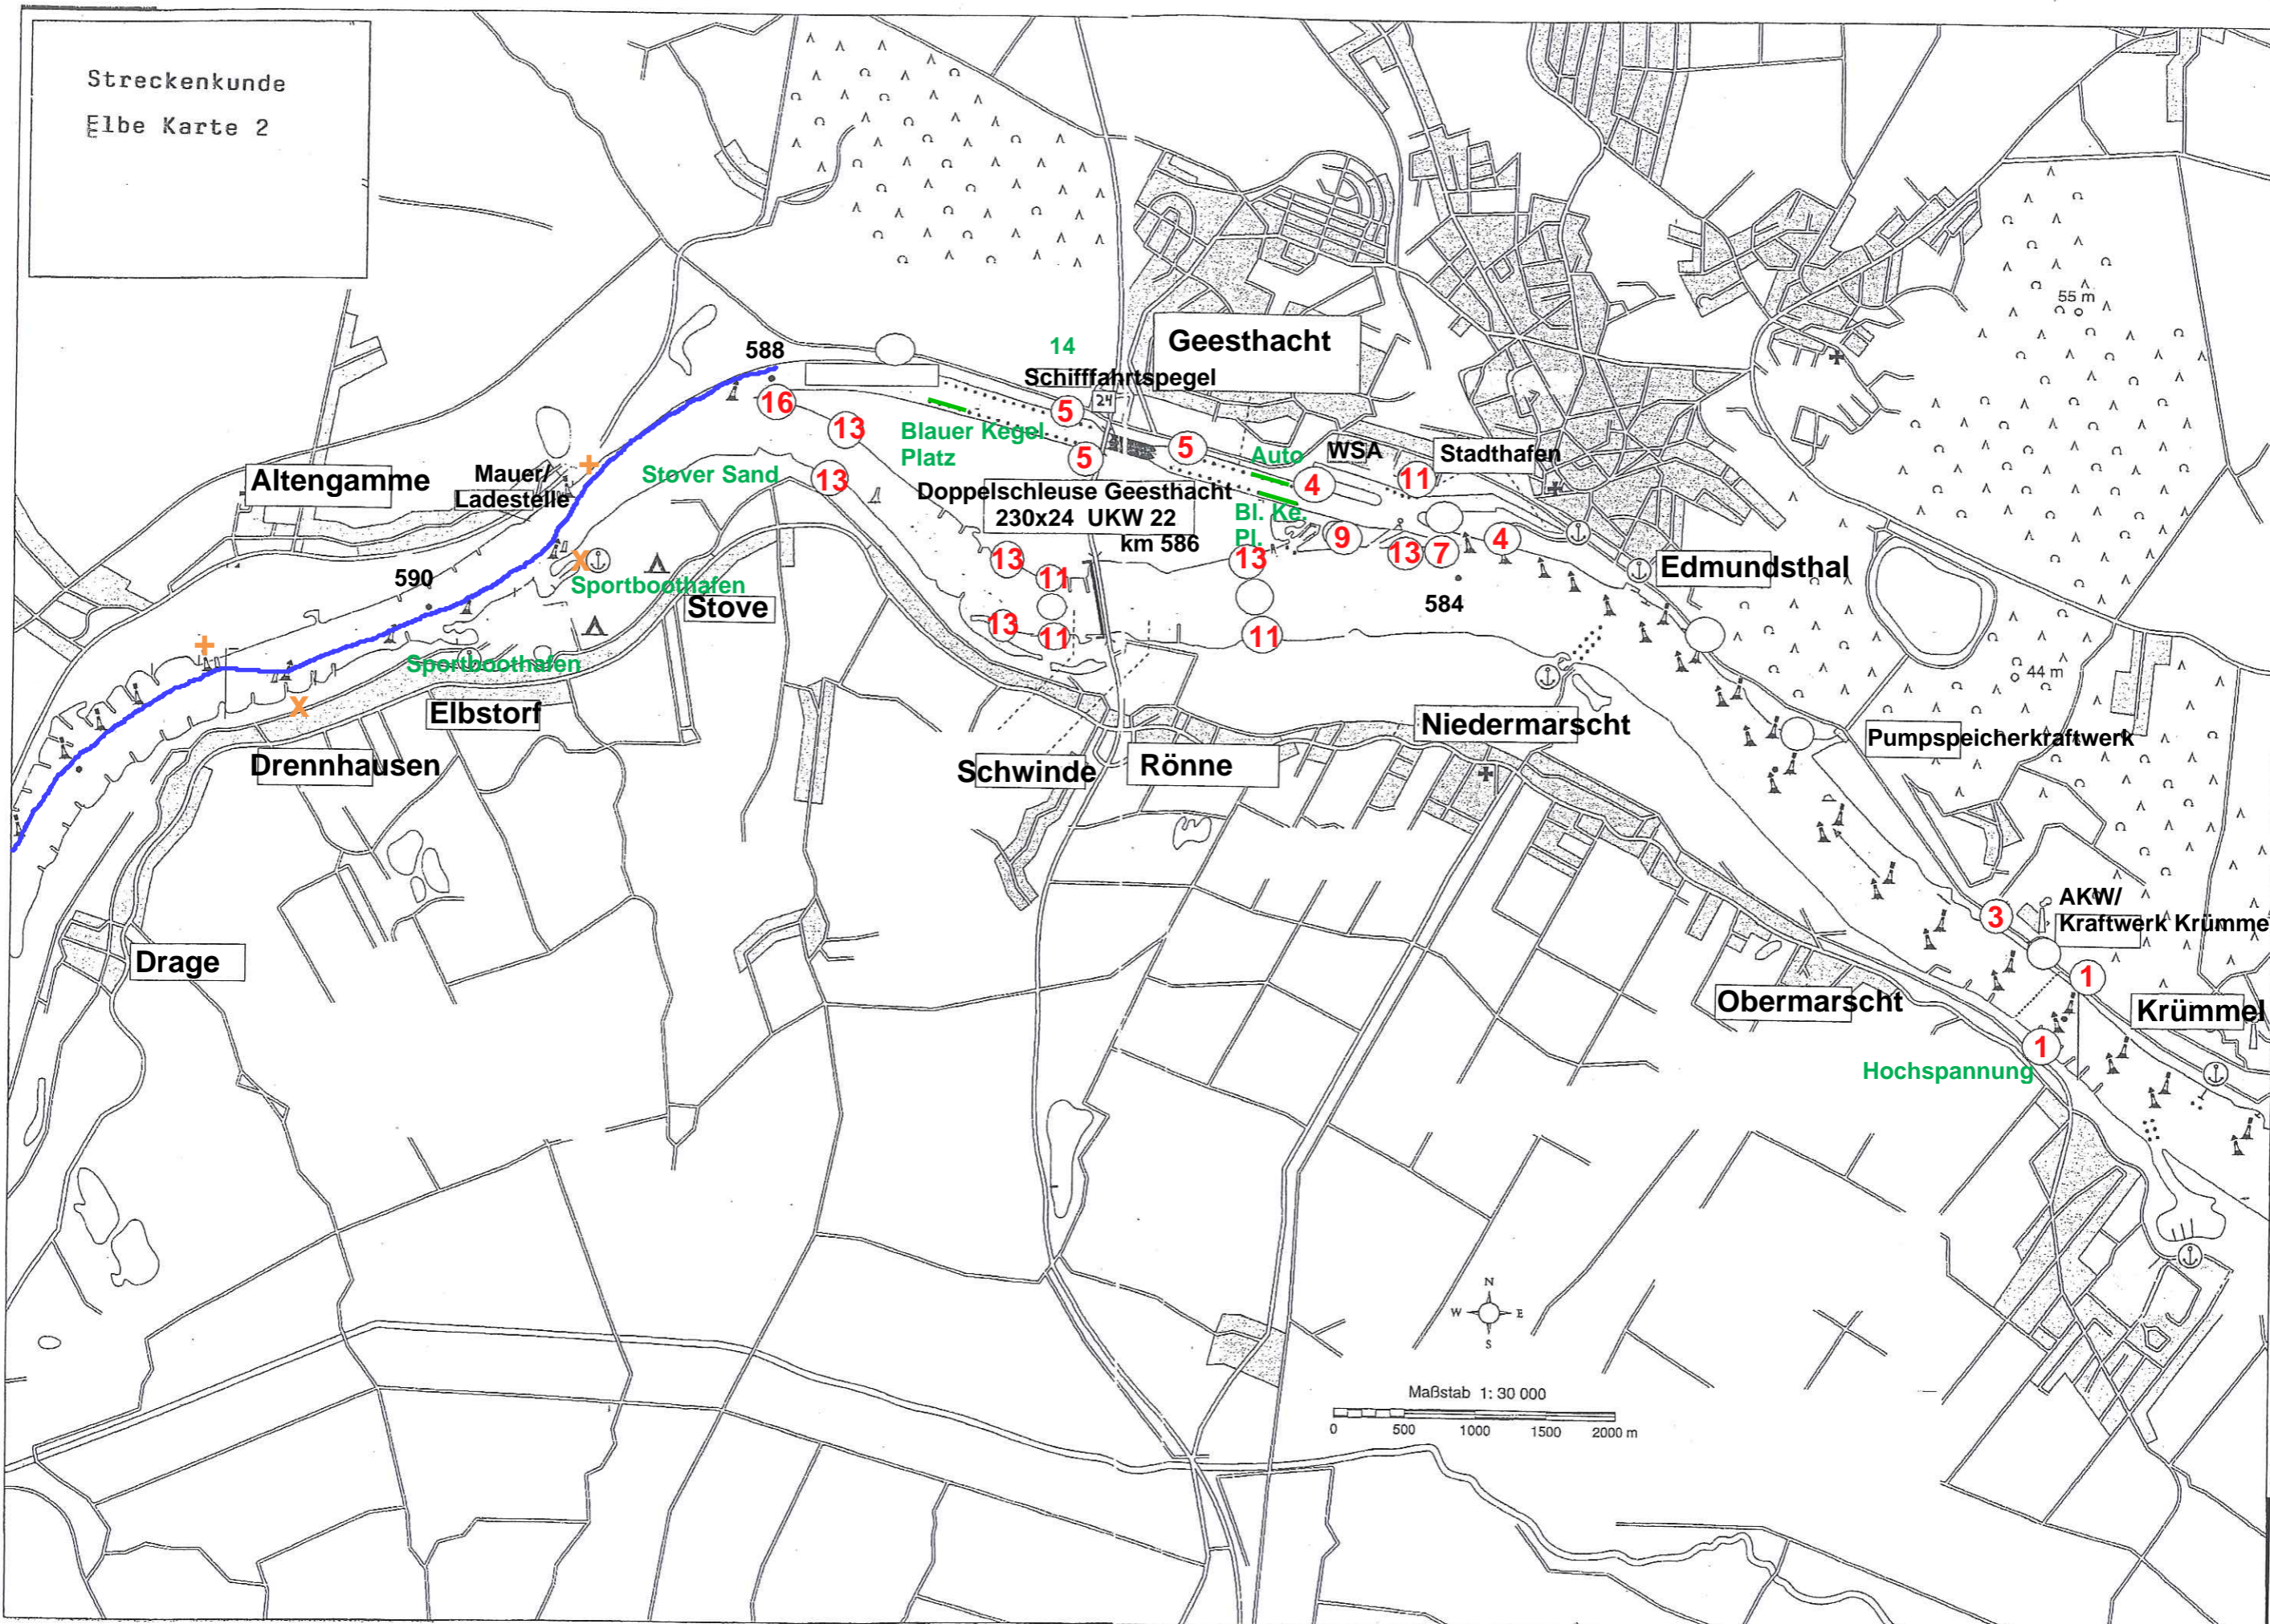 Streckenkunde
Elbe Karte 2
588
14
Schifffahrtspegel
24
Geesthacht
55 m
16
13
5
5
5
Blauer Kegel
Platz
Auto
WSA
Stadthafen
11
4
Altengamme
Mauer/
Ladestelle
Stover Sand
13
Doppelschleuse Geesthacht
230x24 UKW 22
km 586
Bl. Ke.
Pl.
9
13
7
4
13
13
11
590
Sportboothafen
Stove
Edmundsthal
584
13
11
11
44 m
Sportboothafen
Elbstorf
Drennhausen
Schwinde
Rönne
Niedermarscht
Pumpspeicherkraftwerk
Drage
3
AKW/
Kraftwerk Krümme
1
Obermarscht
Krümmel
1
Hochspannung
N
W
E
S
Maßstab 1: 30 000
0 500 1000 1500 2000 m